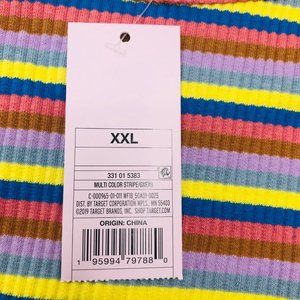 XXL
331 01 5383
MULTI COLOR STRIPE/
DIST. BY TARGET CORPORATION MPLS., MN 55403
©2019 TARGET BRANDS, INC. SHOP TARGET.COM
ORIGIN: CHINA
1 95994 79788 0